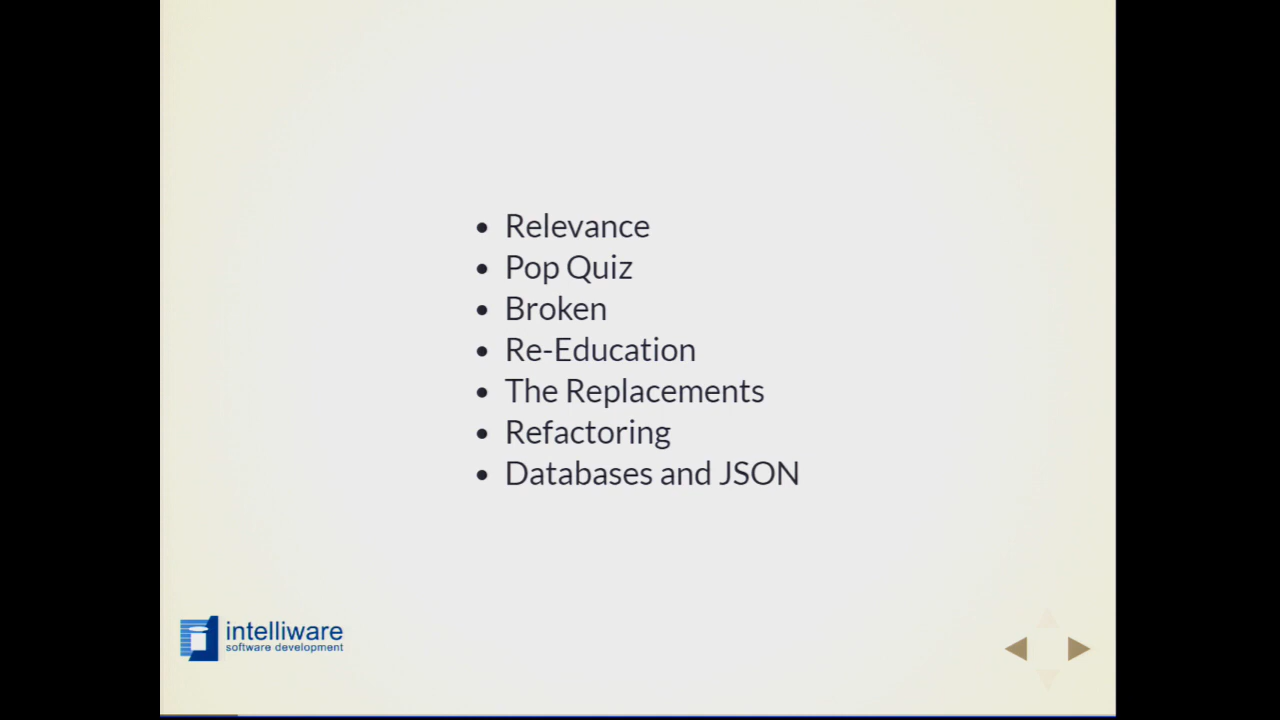 Relevance
Pop Quiz
Broken
Re-Education
The Replacements
Refactoring
Databases and JSON
intelliware
software development